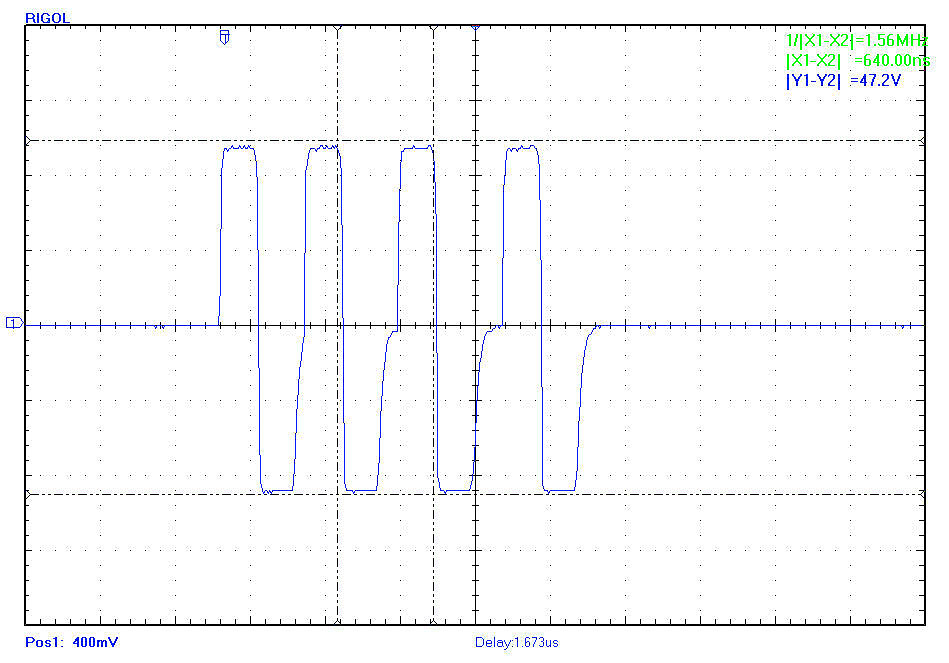 RIGOL
1/|X1-X2|=1.56MHz
|X1-X2| =640.00ns
|Y1-Y2| =47.2V
1
Pos1: 400mV
Delay:1.673us